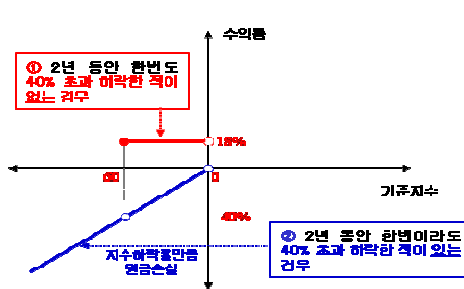 수익률
① 2년 동안 한번도
40% 초과 하락한 적이
없는 경우
기준지수
40%
② 2년 동안 한번이라도
40% 초과 하락한 적이 있는
경우
지수하락률만큼
원금손실